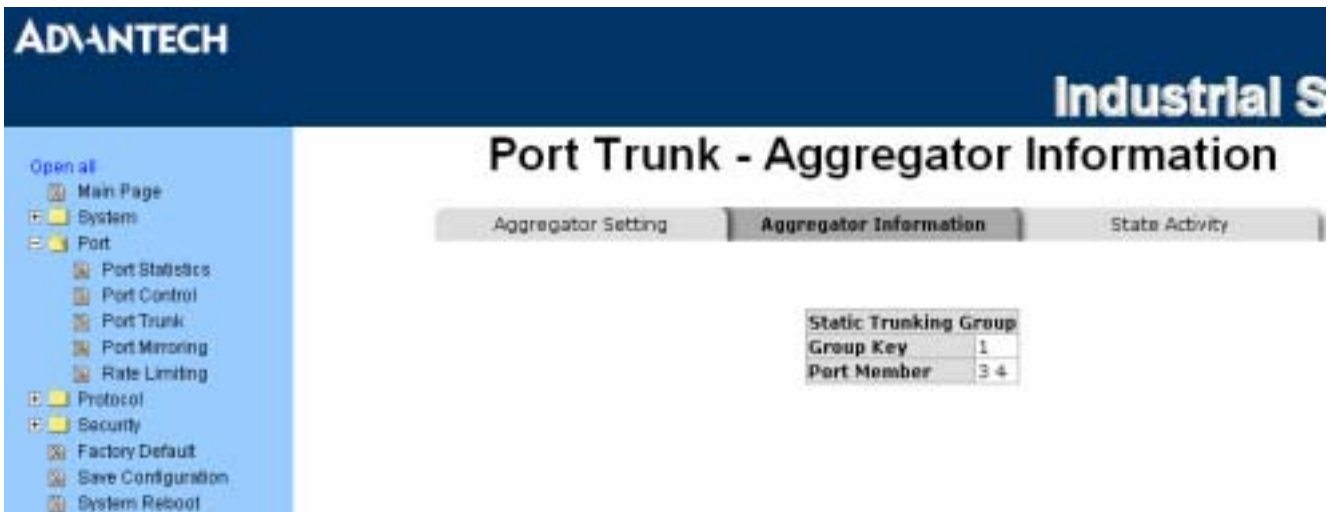 ADVANTECH
Industrial S
Port Trunk - Aggregator Information
Open all
Main Page
System
Port
Port Statistics
Port Control
Port Trunk
Port Mirroring
Rate Limiting
Protocol
Security
Factory Default
Save Configuration
System Reboot
Aggregator Setting Aggregator Information State Activity
Static Trunking Group
Group Key 1
Port Member 3 4